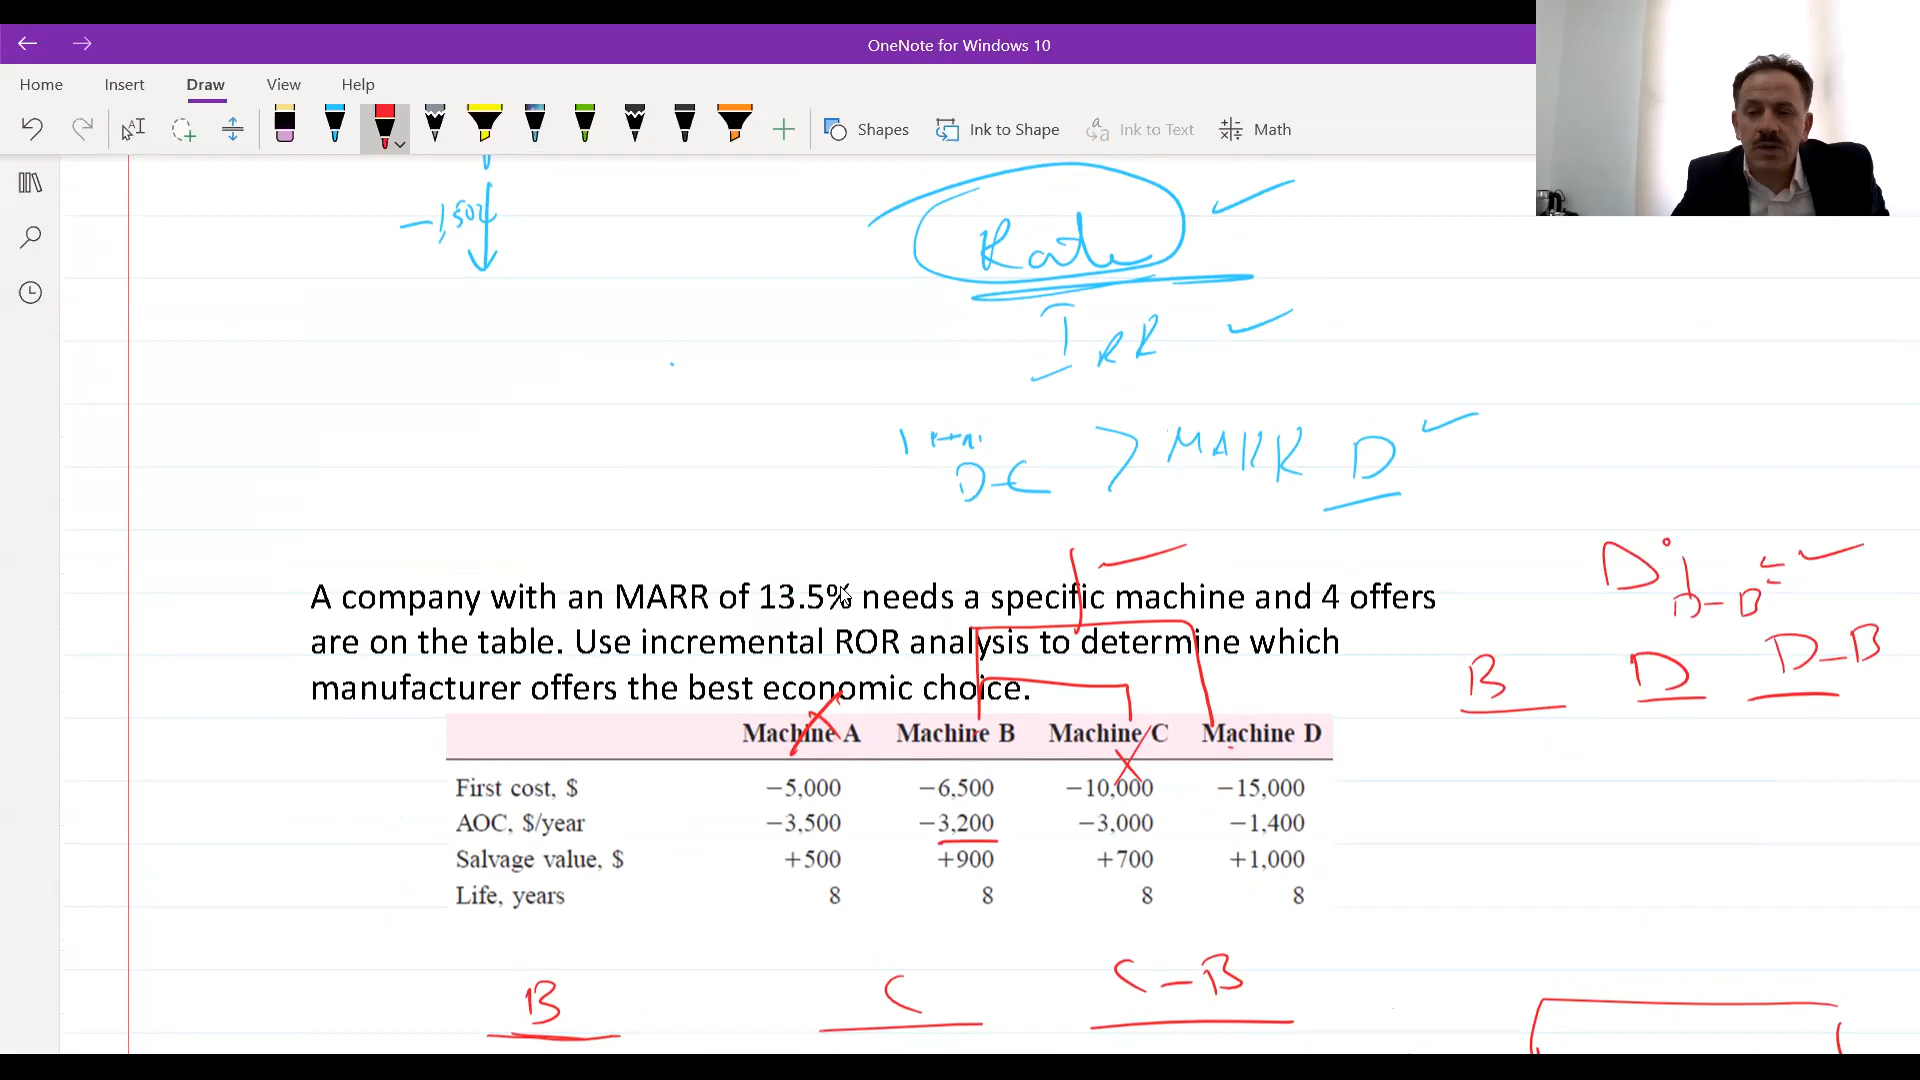 OneNote for Windows 10
Home Insert Draw View Help
Shapes Ink to Shape Ink to Text Math
IRR
D-C > MARR D
A company with an MARR of 13.5% needs a specific machine and 4 offers
are on the table. Use incremental ROR analysis to determine which
manufacturer offers the best economic choice.
D-B
B D D-B
Machine A Machine B Machine C Machine D
First cost, $ −5,000 −6,500 −10,000 −15,000
AOC, $/year −3,500 −3,200 −3,000 −1,400
Salvage value, $ +500 +900 +700 +1,000
Life, years 8 8 8 8
B C C-B